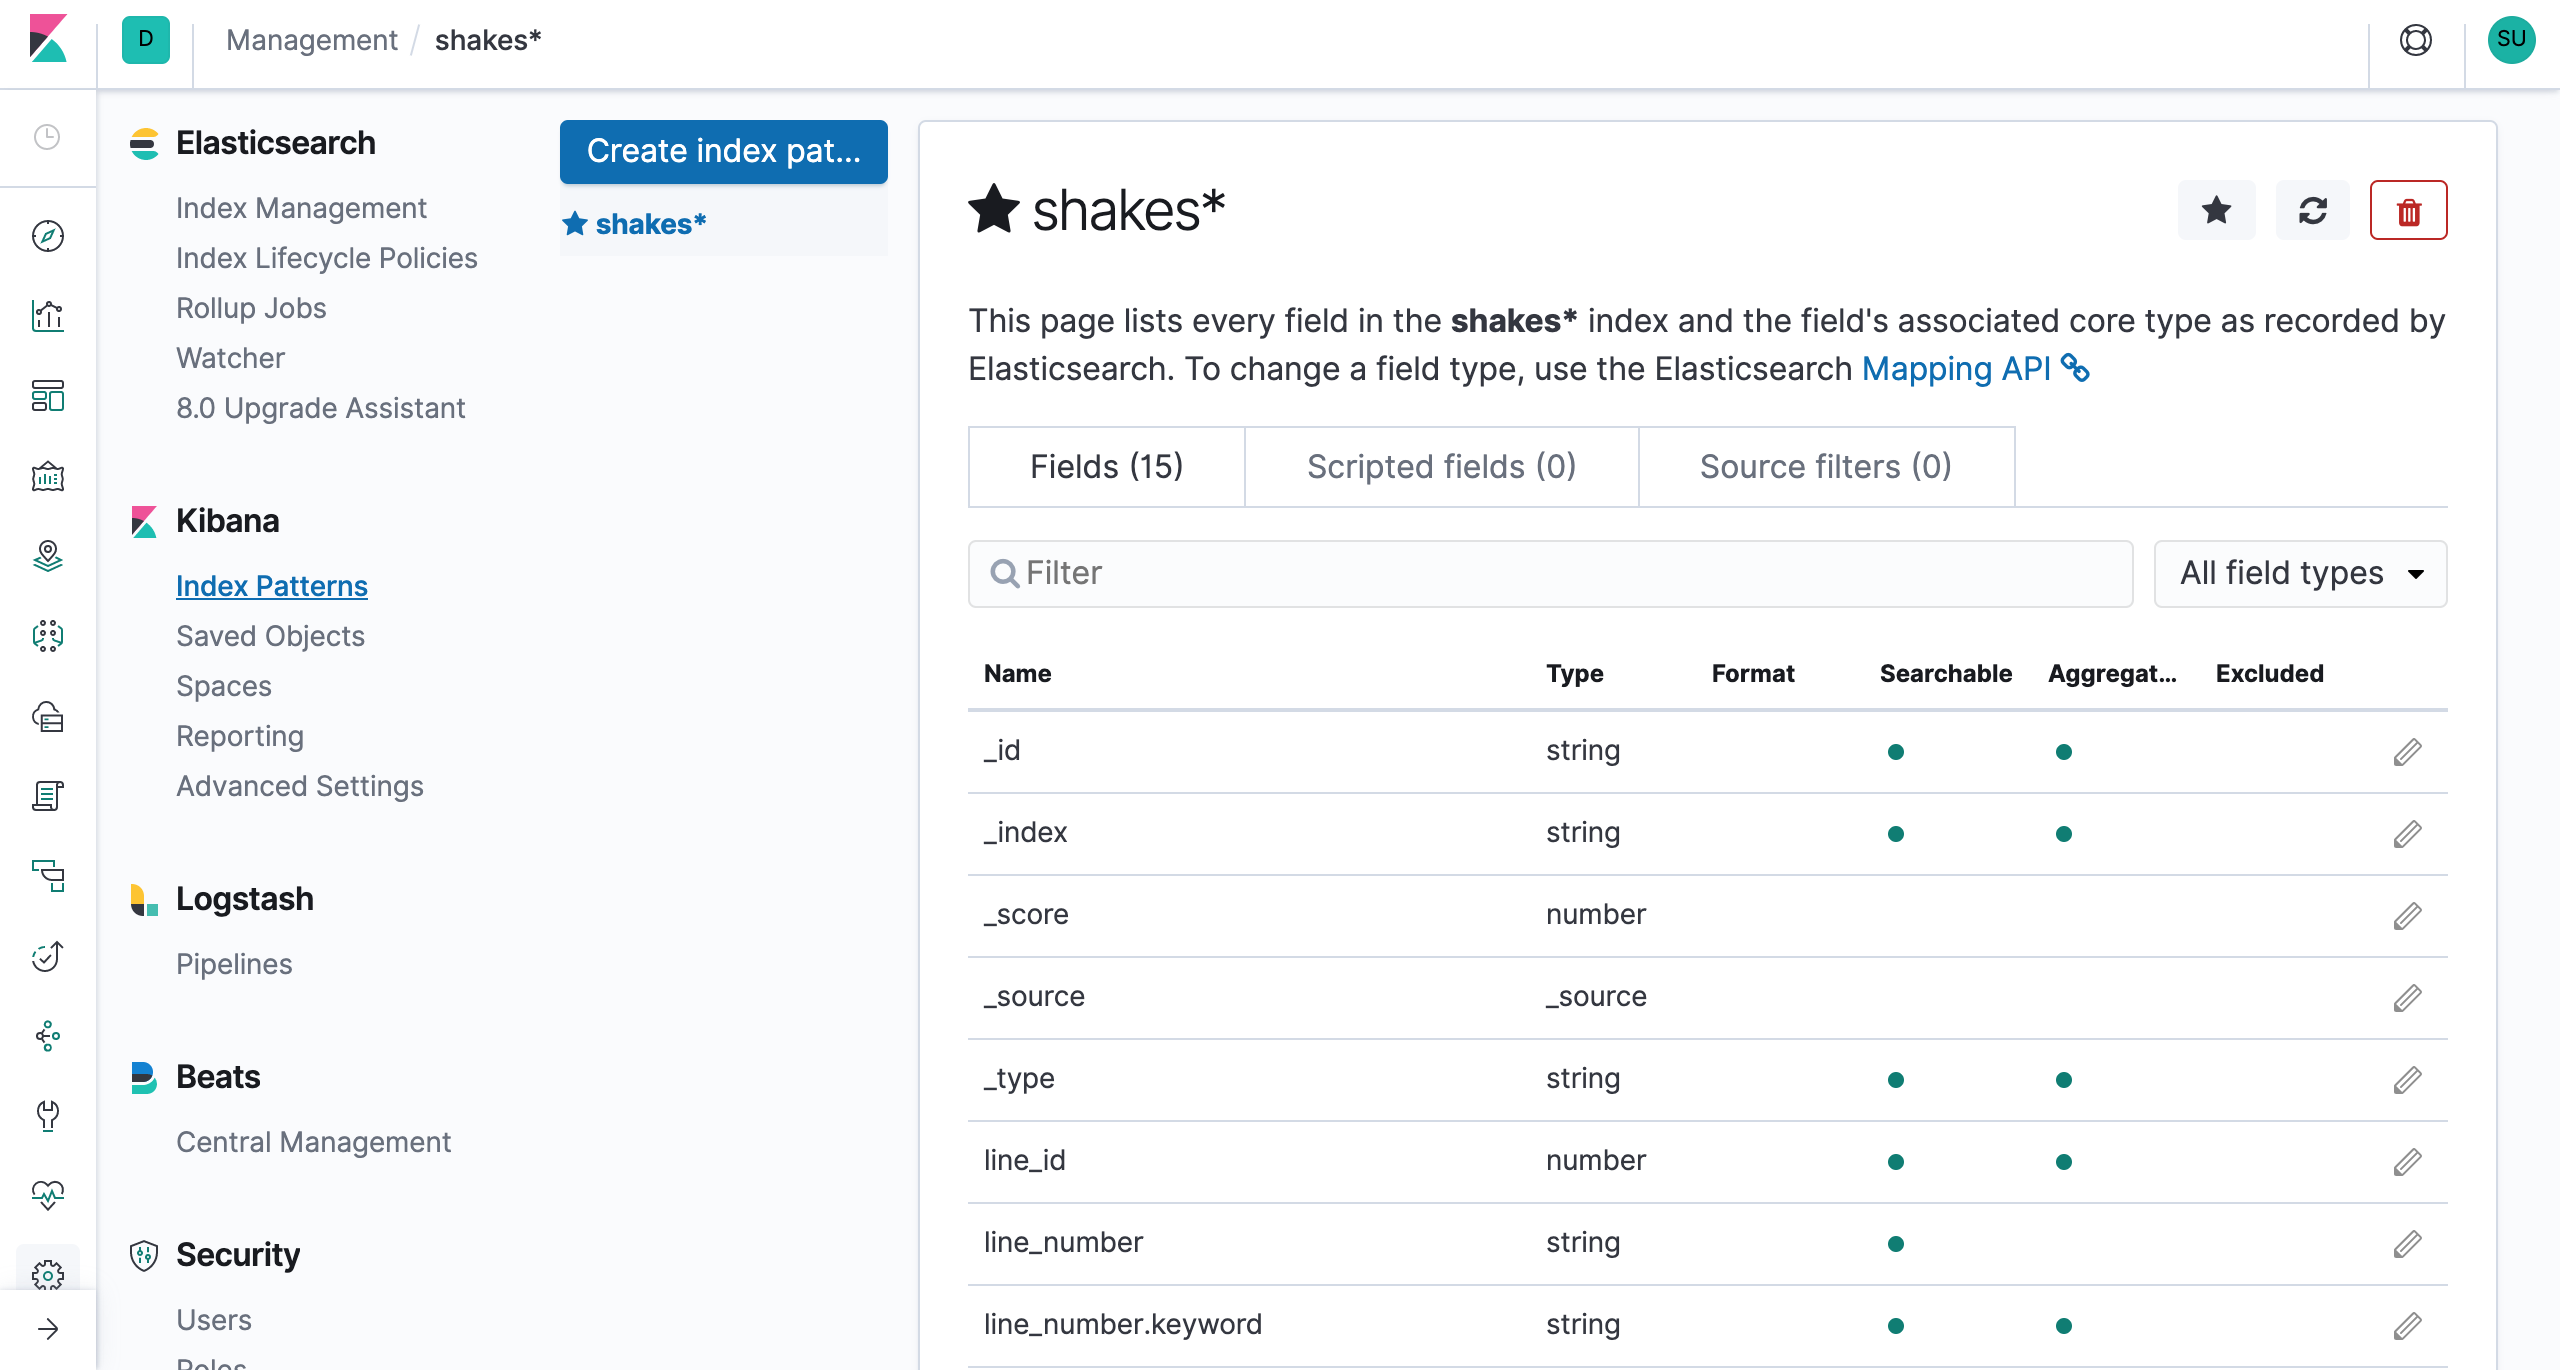 D
Management / shakes*
SU
Elasticsearch
Index Management
Index Lifecycle Policies
Rollup Jobs
Watcher
8.0 Upgrade Assistant
Kibana
Index Patterns
Saved Objects
Spaces
Reporting
Advanced Settings
Logstash
Pipelines
Beats
Central Management
Security
Users
Roles
Create index pat...
shakes*
shakes*
This page lists every field in the shakes* index and the field's associated core type as recorded by
Elasticsearch. To change a field type, use the Elasticsearch Mapping API
Fields (15) Scripted fields (0) Source filters (0)
Filter All field types
Name Type Format Searchable Aggregat... Excluded
_id string
_index string
_score number
_source _source
_type string
line_id number
line_number string
line_number.keyword string